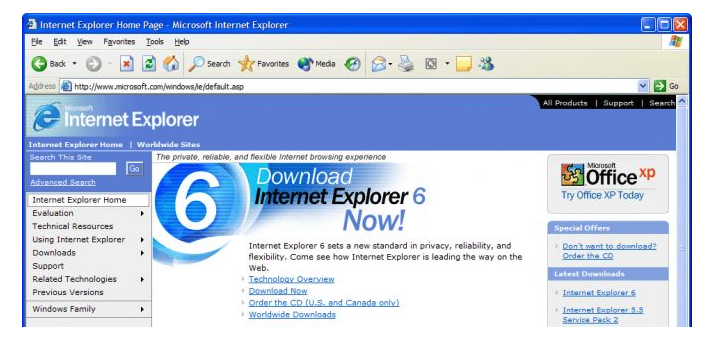 Internet Explorer Home Page - Microsoft Internet Explorer
File Edit View Favorites Tools Help
Back Search Favorites Media
Address http://www.microsoft.com/windows/ie/default.asp Go
All Products | Support | Search
Microsoft
Internet Explorer
Internet Explorer Home | Worldwide Sites
Search This Site
Go
Advanced Search
Internet Explorer Home
Evaluation
Technical Resources
Using Internet Explorer
Downloads
Support
Related Technologies
Previous Versions
Windows Family
The private, reliable, and flexible Internet browsing experience
6
Download
Internet Explorer 6
Now!
Internet Explorer 6 sets a new standard in privacy, reliability, and
flexibility. Come see how Internet Explorer is leading the way on the
Web.
Technology Overview
Download Now
Order the CD (U.S. and Canada only)
Worldwide Downloads
Microsoft
Office xp
Try Office XP Today
Special Offers
Don't want to download?
Order the CD
Latest Downloads
Internet Explorer 6
Internet Explorer 5.5
Service Pack 2